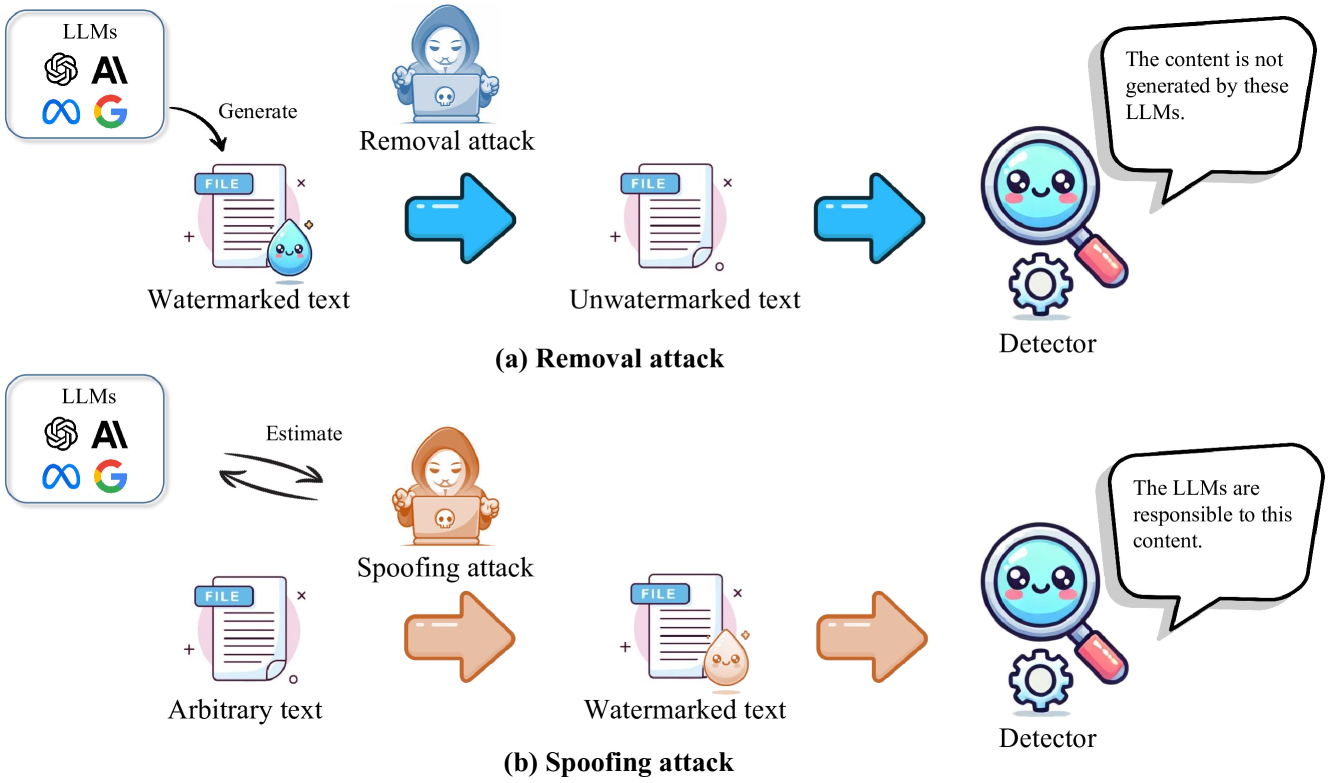 LLMs
Generate
Removal attack
The content is not
generated by these
LLMs.
FILE
FILE
Watermarked text
Unwatermarked text
Detector
(a) Removal attack
LLMs
Estimate
Spoofing attack
The LLMs are
responsible to this
content.
FILE
FILE
Arbitrary text
Watermarked text
Detector
(b) Spoofing attack